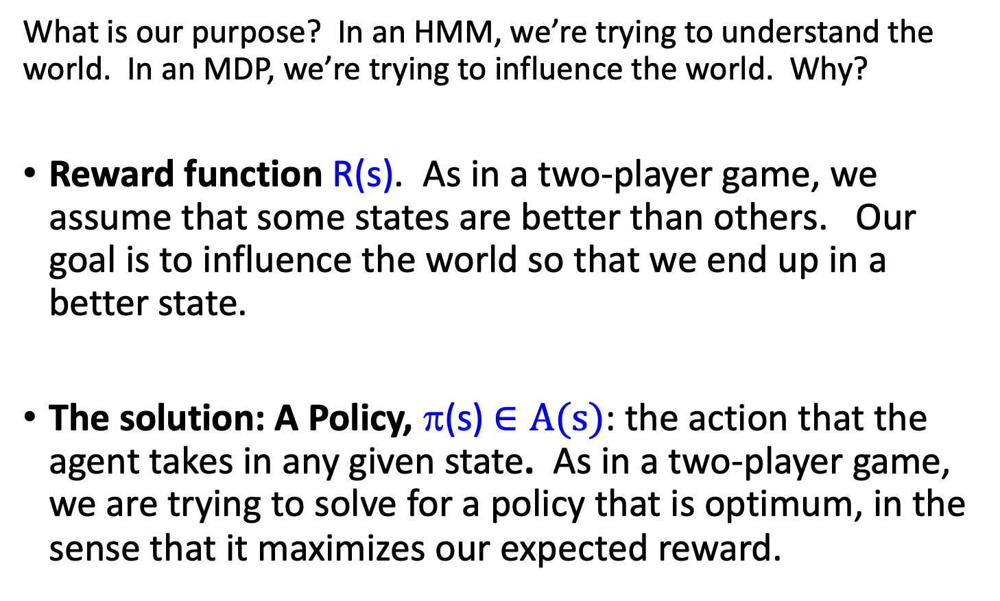 What is our purpose?  In an HMM, we’re trying to understand the
world.  In an MDP, we’re trying to influence the world.  Why?
• Reward function R(s).  As in a two-player game, we
assume that some states are better than others.   Our
goal is to influence the world so that we end up in a
better state.
• The solution: A Policy, π(s) ∈ A(s): the action that the
agent takes in any given state.  As in a two-player game,
we are trying to solve for a policy that is optimum, in the
sense that it maximizes our expected reward.